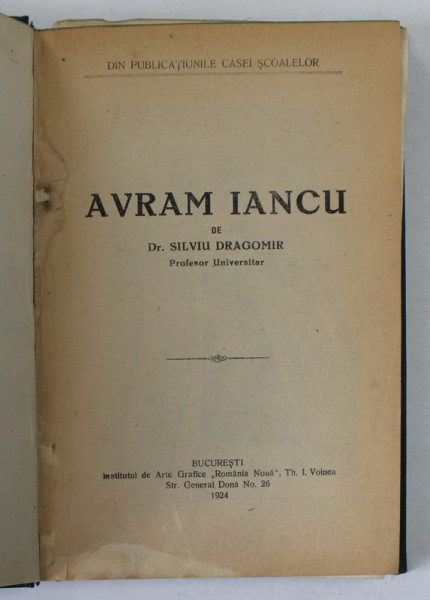 DIN PUBLICAȚIUNILE CASEI ȘCOALELOR
AVRAM IANCU
DE
Dr. SILVIU DRAGOMIR
Profesor Universitar
BUCUREȘTI
Institutul de Arte Grafice „România Nouă“, Th. I. Voinea
Str. General Dona No. 26
1924